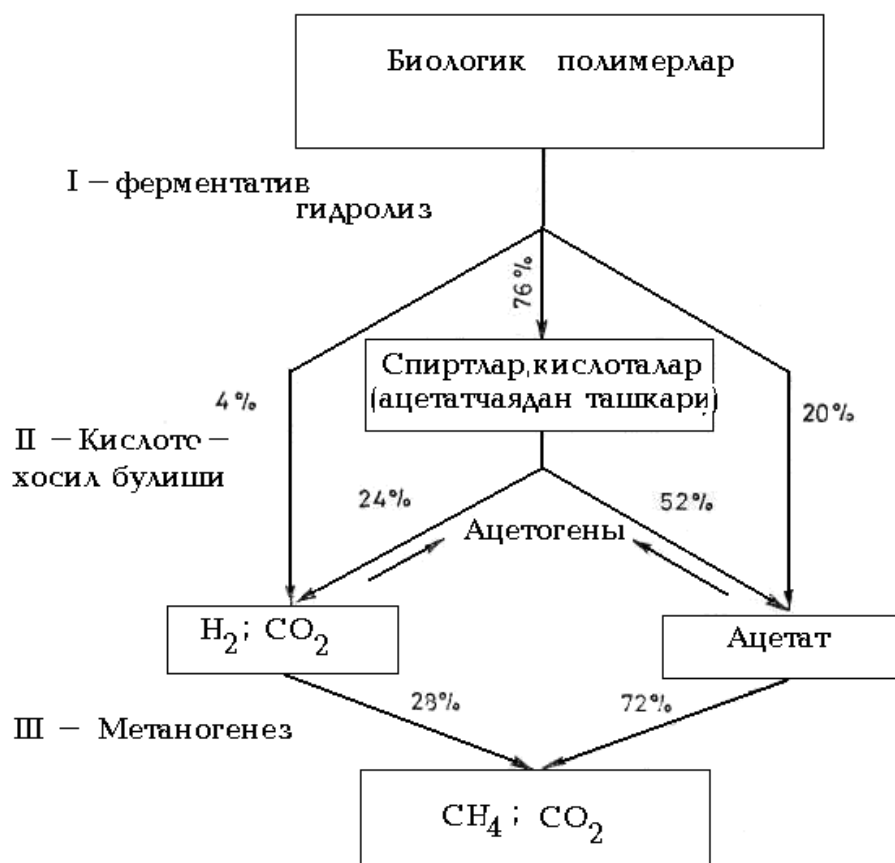 Биологик полимерлар
I – ферментатив
гидролиз
76%
Спиртлар,кислоталар
(ацетатчаядан ташкари)
4%
20%
II – Кислоте –
хосил булиши
24%
52%
Ацетогены
H2; CO2
Ацетат
28%
72%
III – Метаногенез
CH4; CO2